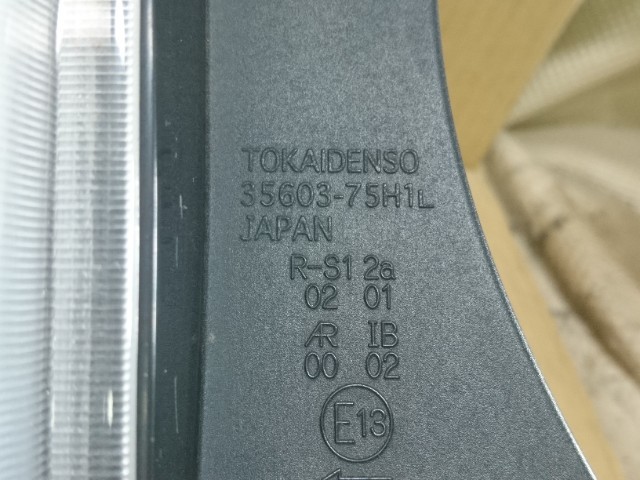 TOKAIDENSO
35603-75H1L
JAPAN
R-S1 2a
02 01
AR IB
00 02
E13